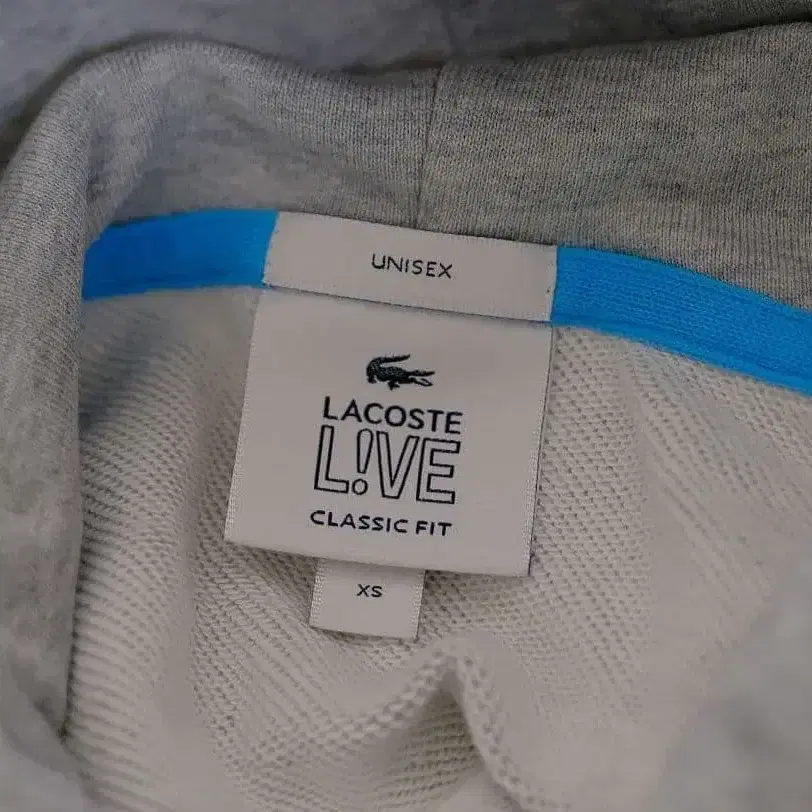 UNISEX
LACOSTE
L!VE
CLASSIC FIT
XS